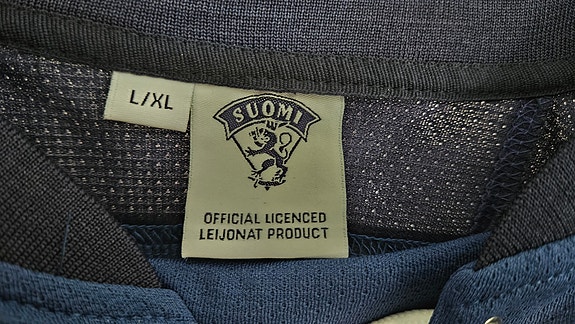 L/XL
SUOMI
OFFICIAL LICENCED
LEIJONAT PRODUCT